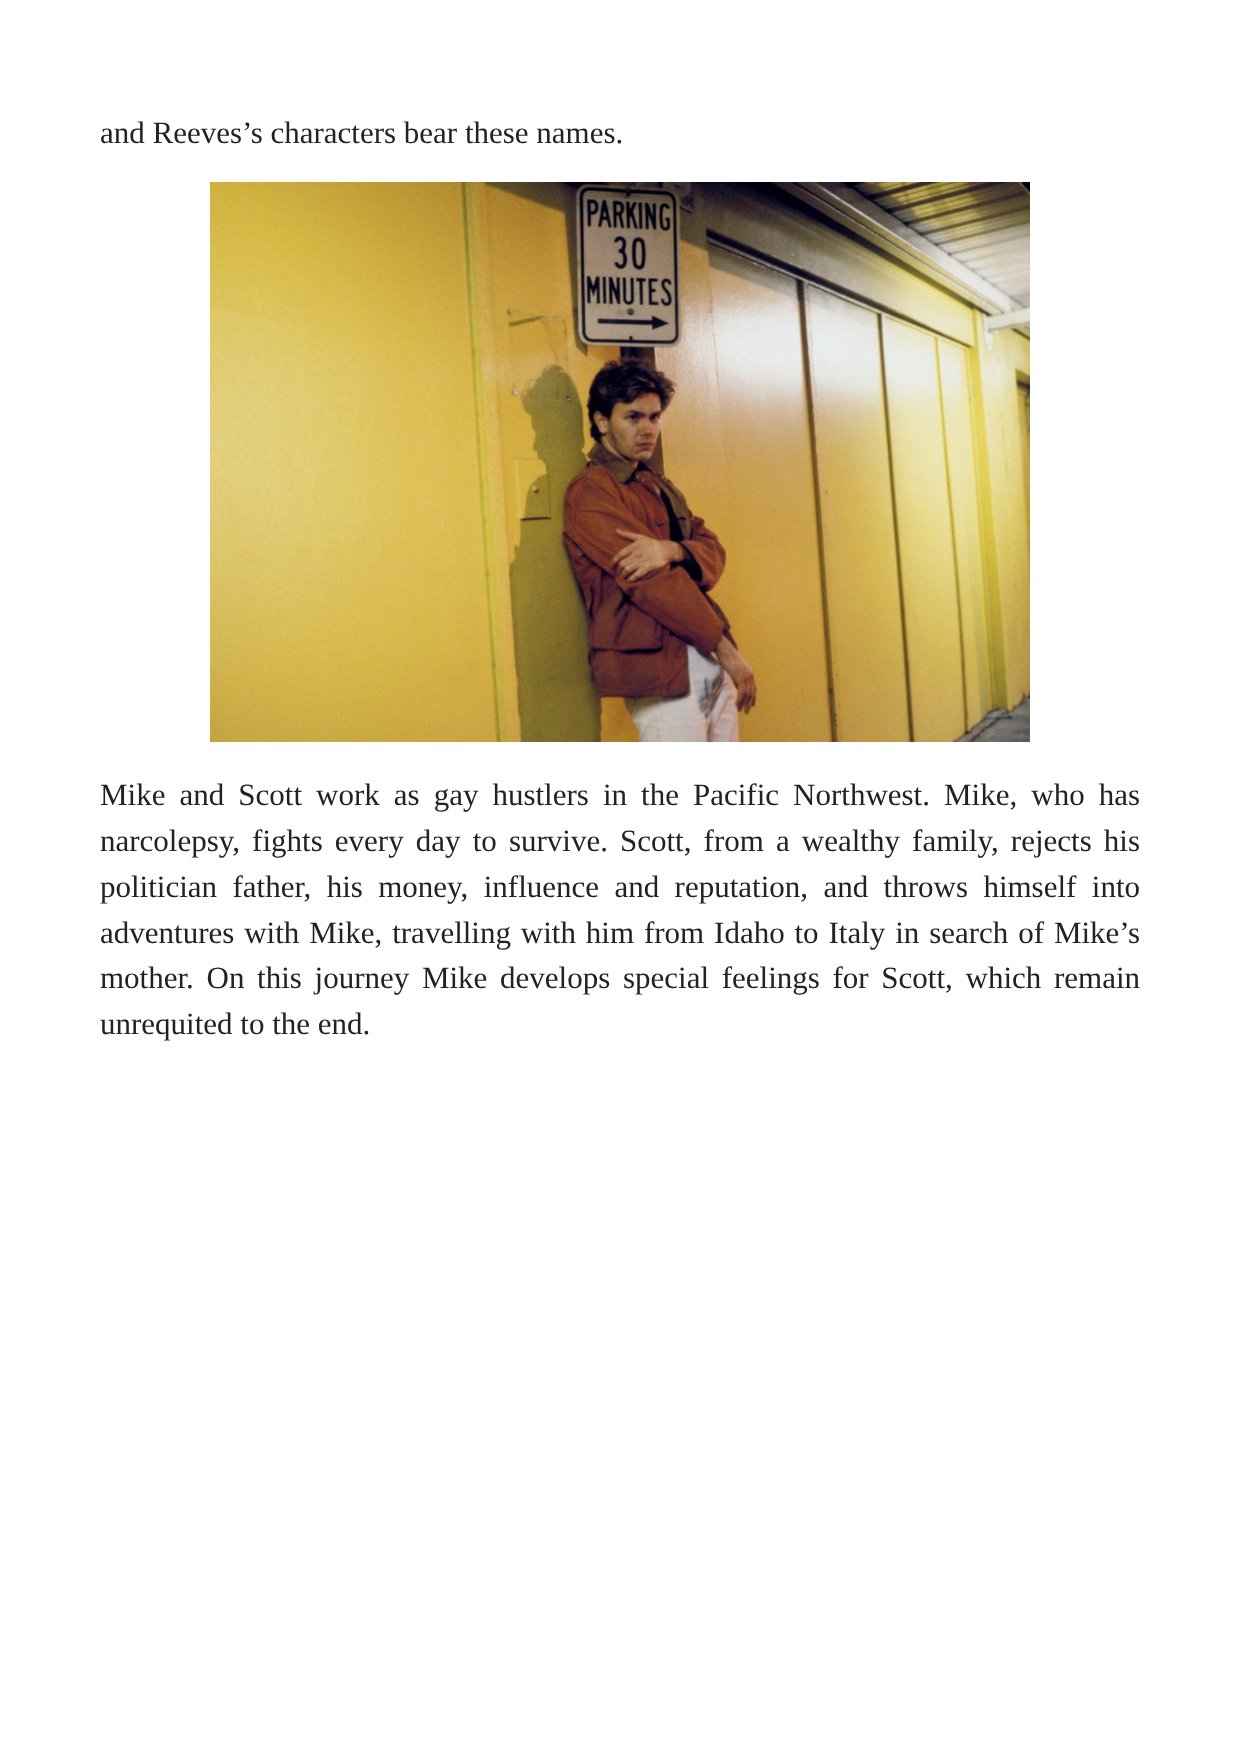 and Reeves’s characters bear these names.
PARKING
30
MINUTES
Mike and Scott work as gay hustlers in the Pacific Northwest. Mike, who has
narcolepsy, fights every day to survive. Scott, from a wealthy family, rejects his
politician father, his money, influence and reputation, and throws himself into
adventures with Mike, travelling with him from Idaho to Italy in search of Mike’s
mother. On this journey Mike develops special feelings for Scott, which remain
unrequited to the end.